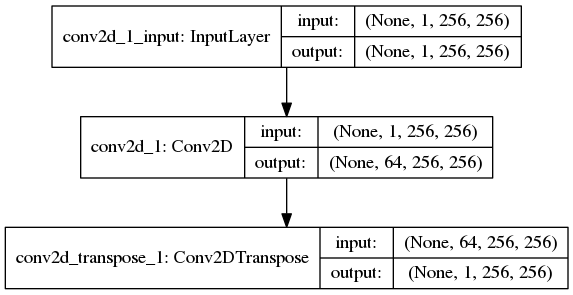 conv2d_1_input: InputLayer
input: (None, 1, 256, 256)
output: (None, 1, 256, 256)
conv2d_1: Conv2D
input: (None, 1, 256, 256)
output: (None, 64, 256, 256)
conv2d_transpose_1: Conv2DTranspose
input: (None, 64, 256, 256)
output: (None, 1, 256, 256)